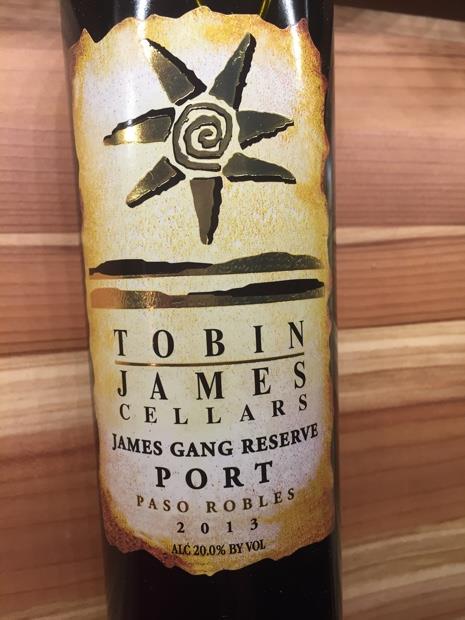 TOBIN
JAMES
CELLARS
JAMES GANG RESERVE
PORT
PASO ROBLES
2013
ALC 20.0% BY VOL